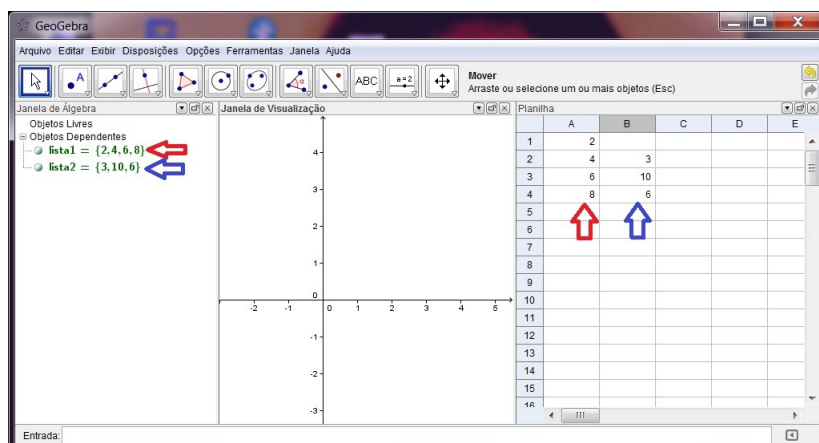 GeoGebra
Arquivo Editar Exibir Disposições Opções Ferramentas Janela Ajuda
A ABC a=2 Mover
Arraste ou selecione um ou mais objetos (Esc)
Janela de Álgebra
Objetos Livres
Objetos Dependentes
lista1 = {2,4,6,8}
lista2 = {3,10,6}
Janela de Visualização
4
3
2
1
0
-2 -1 0 1 2 3 4 5
-1
-2
-3
Planilha
A B C D E
1 2
2 4 3
3 6 10
4 8 6
5
6
7
8
9
10
11
12
13
14
15
16
Entrada: